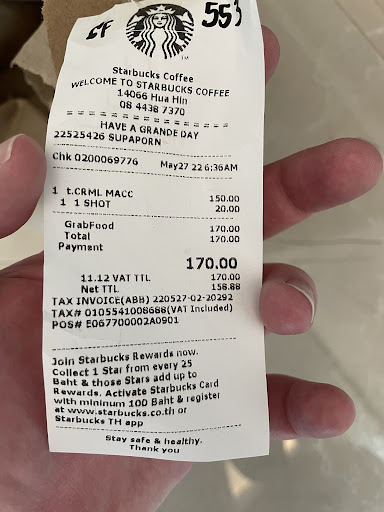 CF
553
TM
Starbucks Coffee
WELCOME TO STARBUCKS COFFEE
14066 Hua Hin
08 4438 7370
HAVE A GRANDE DAY
22525426 SUPAPORN
Chk 0200069776 May27'22 6:36AM
1 t.CRML MACC 150.00
1 1 SHOT 20.00
GrabFood 170.00
Total 170.00
Payment
170.00
11.12 VAT TTL 170.00
Net TTL 158.88
TAX INVOICE(ABB) 220527-02-20292
TAX# 0105541008688(VAT Included)
POS# E067700002A0901
Join Starbucks Rewards now.
Collect 1 Star from every 25
Baht & those Stars add up to
Rewards. Activate Starbucks Card
with mininum 100 Baht & register
at www.starbucks.co.th or
Starbucks TH app
Stay safe & healthy.
Thank you